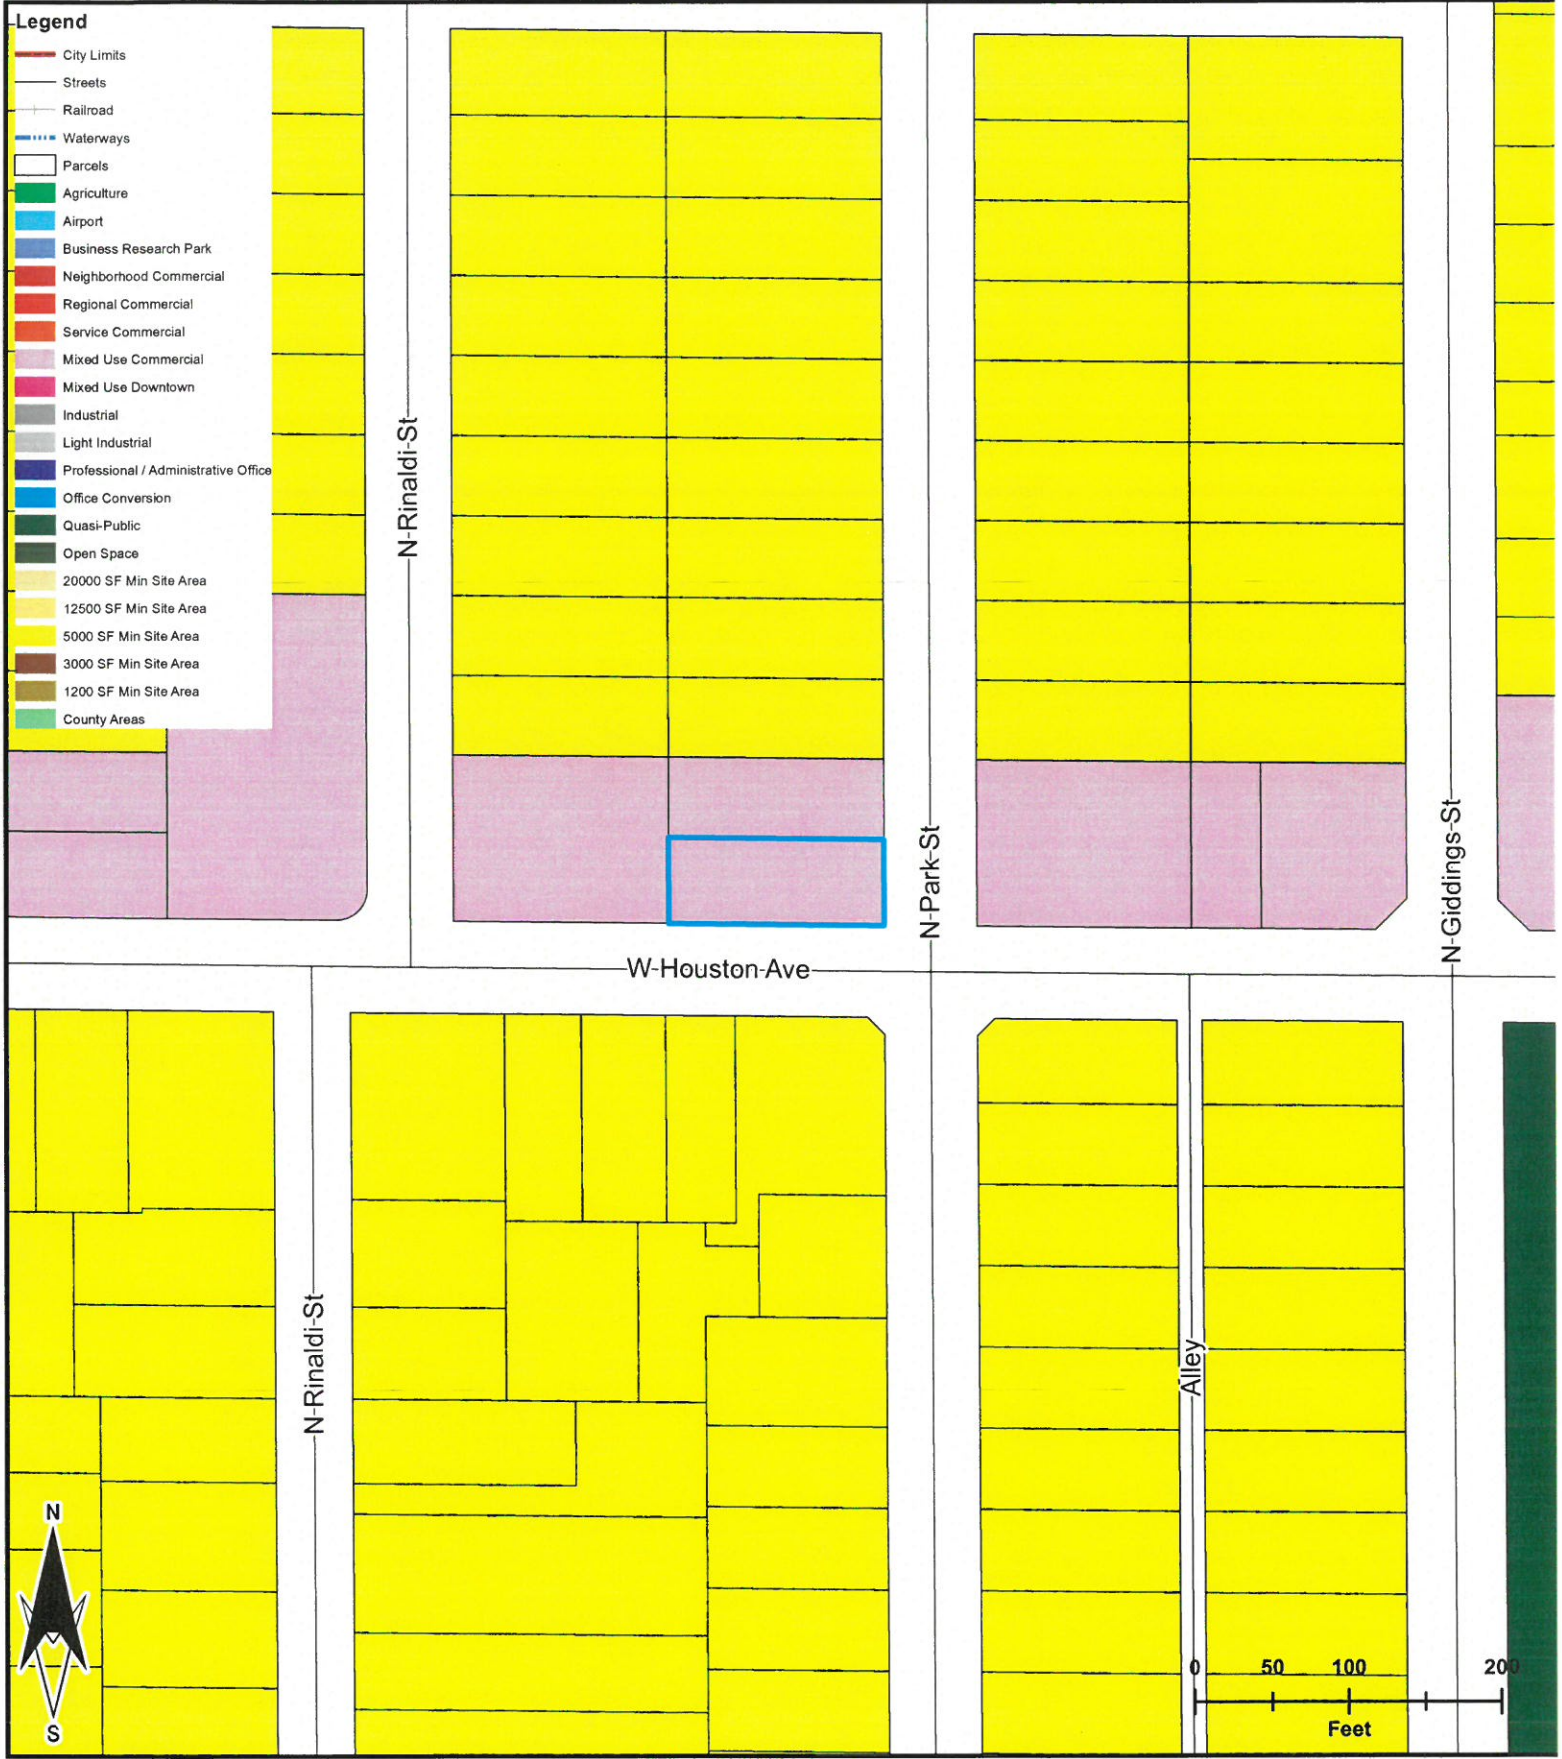 Legend
City Limits
Streets
Railroad
Waterways
Parcels
Agriculture
Airport
Business Research Park
Neighborhood Commercial
Regional Commercial
Service Commercial
Mixed Use Commercial
Mixed Use Downtown
Industrial
Light Industrial
Professional / Administrative Office
Office Conversion
Quasi-Public
Open Space
20000 SF Min Site Area
12500 SF Min Site Area
5000 SF Min Site Area
3000 SF Min Site Area
1200 SF Min Site Area
County Areas
N-Rinaldi-St
N-Park-St
N-Giddings-St
W-Houston-Ave
N-Rinaldi-St
Alley
N
S
0 50 100 200
Feet